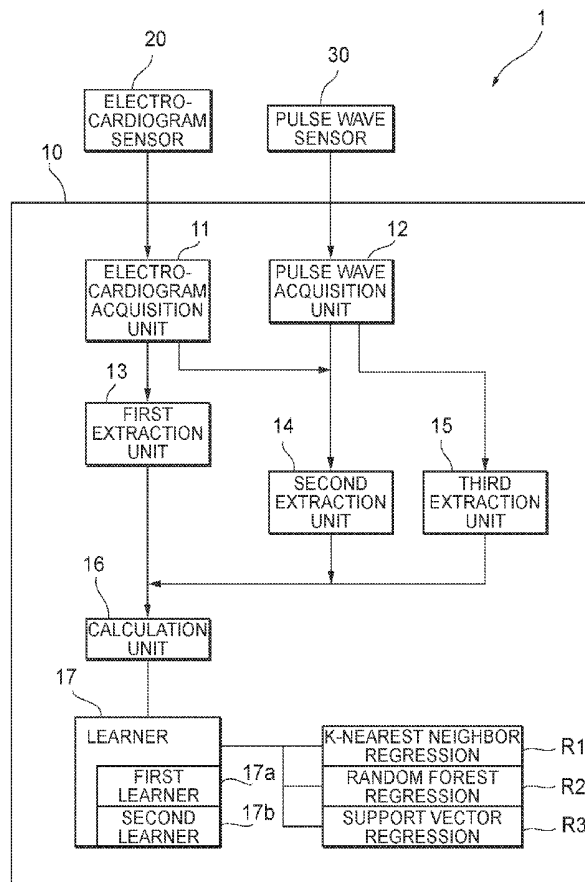 1
20
30
ELECTRO-
CARDIOGRAM
SENSOR
PULSE WAVE
SENSOR
10
11
12
ELECTRO-
CARDIOGRAM
ACQUISITION
UNIT
PULSE WAVE
ACQUISITION
UNIT
13
FIRST
EXTRACTION
UNIT
14
15
SECOND
EXTRACTION
UNIT
THIRD
EXTRACTION
UNIT
16
CALCULATION
UNIT
17
LEARNER
FIRST
LEARNER
17a
SECOND
LEARNER
17b
K-NEAREST NEIGHBOR
REGRESSION
R1
RANDOM FOREST
REGRESSION
R2
SUPPORT VECTOR
REGRESSION
R3